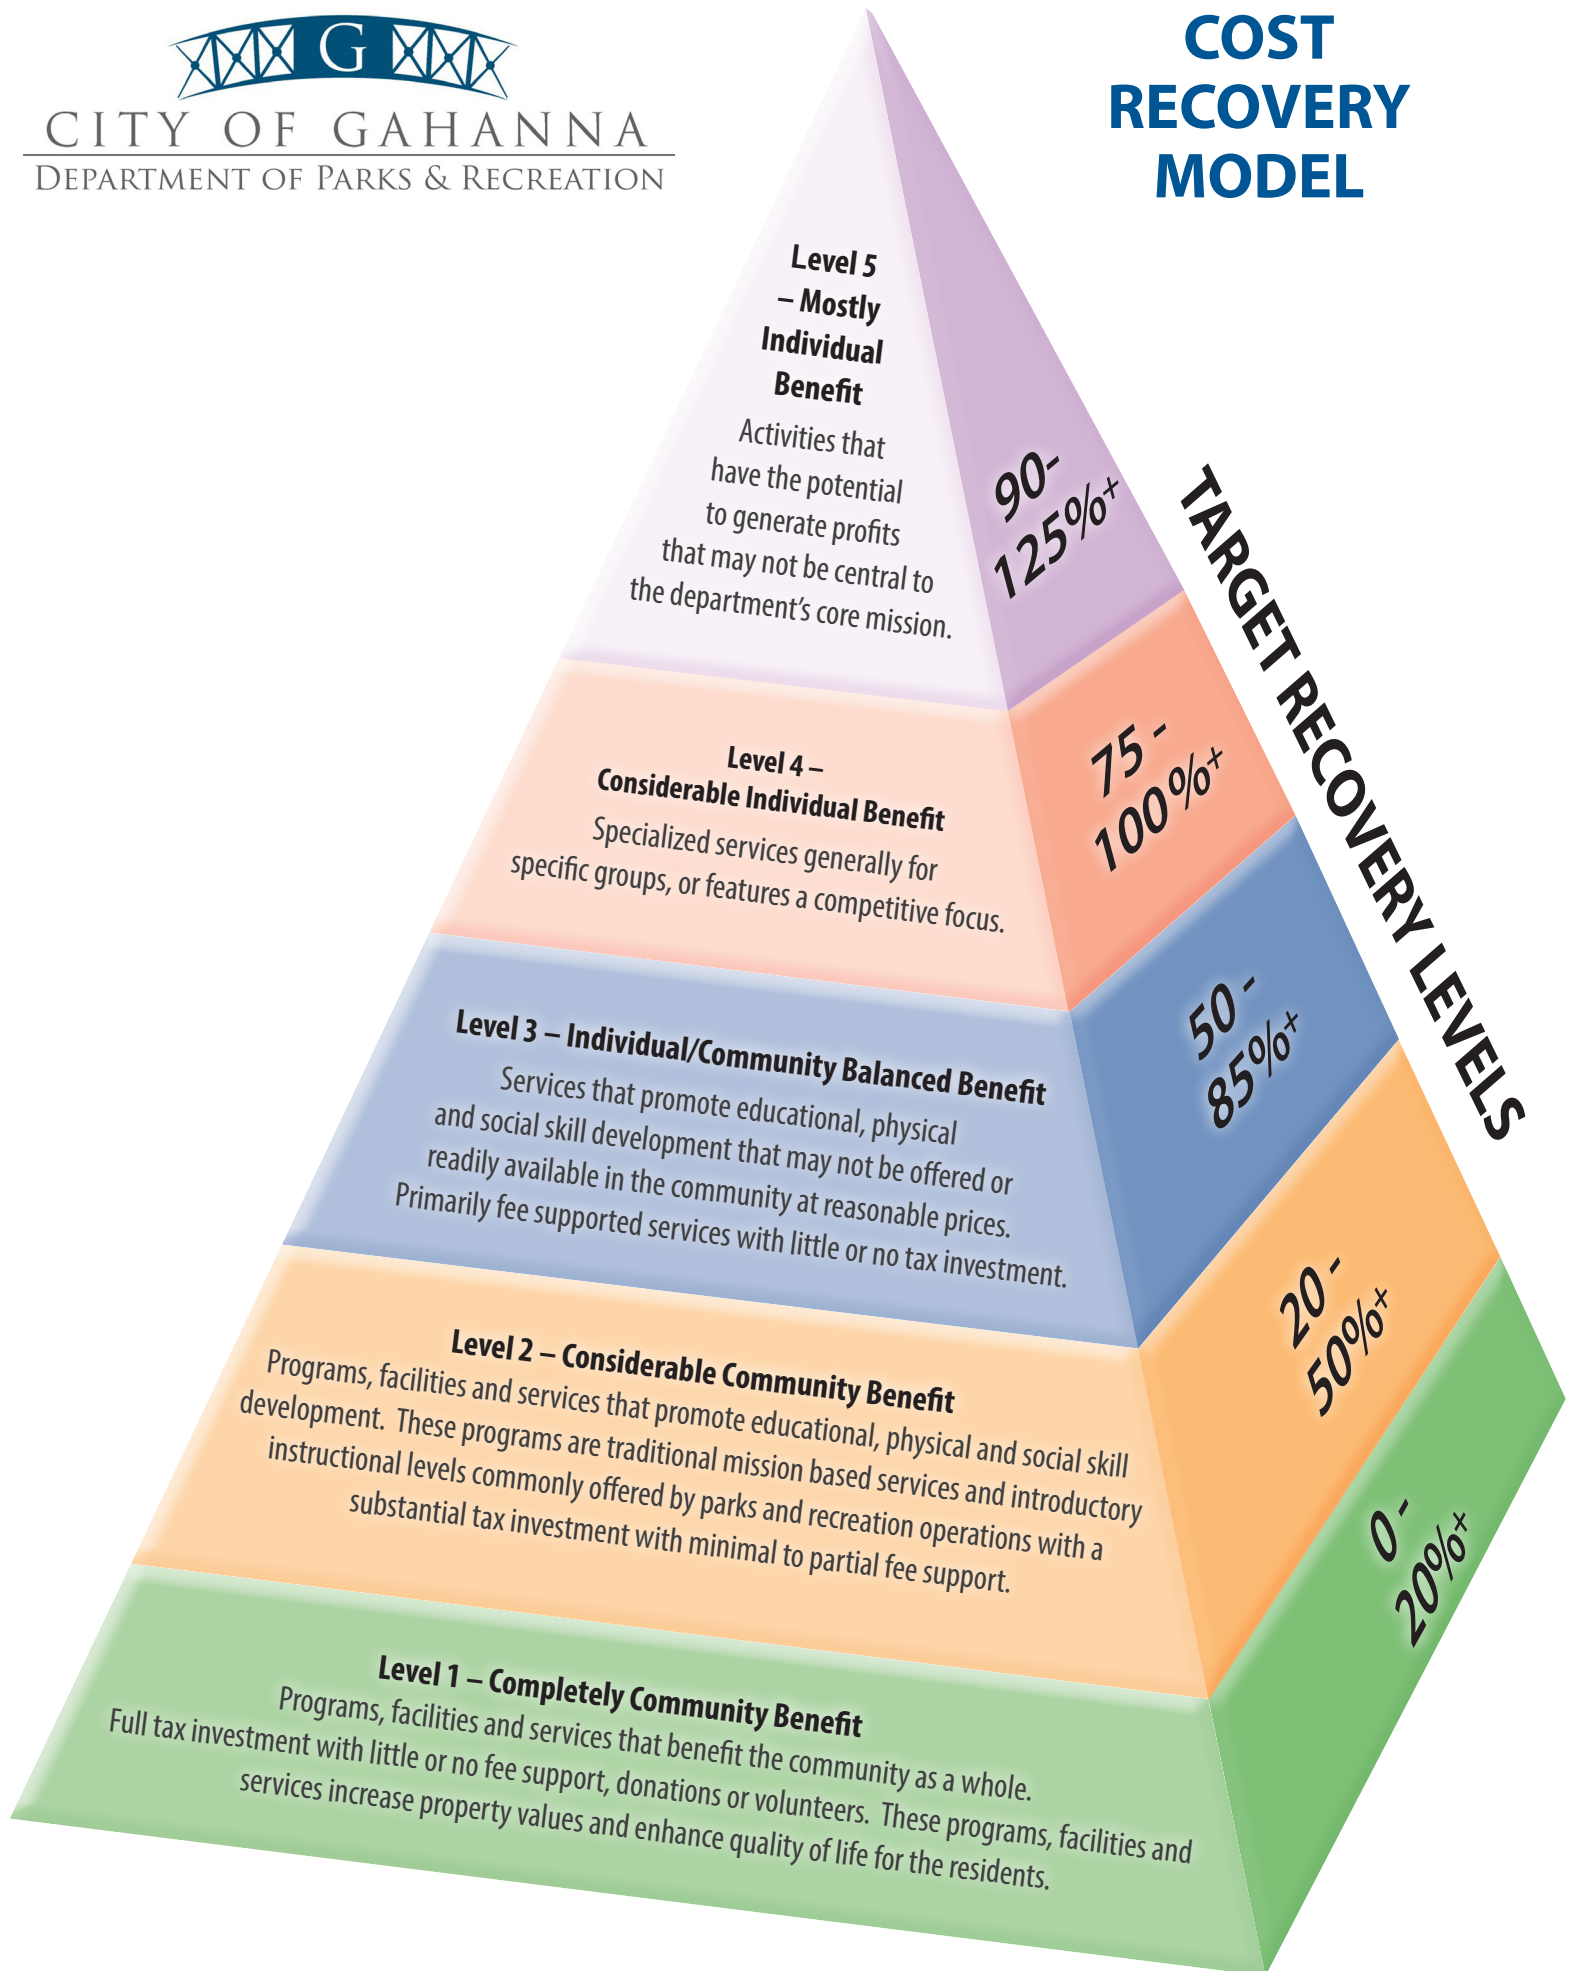 G
CITY OF GAHANNA
DEPARTMENT OF PARKS & RECREATION
COST
RECOVERY
MODEL
Level 5
– Mostly
Individual
Benefit
Activities that
have the potential
to generate profits
that may not be central to
the department's core mission.
90-
125%+
TARGET RECOVERY LEVELS
Level 4 –
Considerable Individual Benefit
Specialized services generally for
specific groups, or features a competitive focus.
75 -
100%+
Level 3 – Individual/Community Balanced Benefit
Services that promote educational, physical
and social skill development that may not be offered or
readily available in the community at reasonable prices.
Primarily fee supported services with little or no tax investment.
50 -
85%+
Level 2 – Considerable Community Benefit
Programs, facilities and services that promote educational, physical and social skill
development.  These programs are traditional mission based services and introductory
instructional levels commonly offered by parks and recreation operations with a
substantial tax investment with minimal to partial fee support.
20 -
50%+
Level 1 – Completely Community Benefit
Programs, facilities and services that benefit the community as a whole.
Full tax investment with little or no fee support, donations or volunteers.  These programs, facilities and
services increase property values and enhance quality of life for the residents.
0 -
20%+